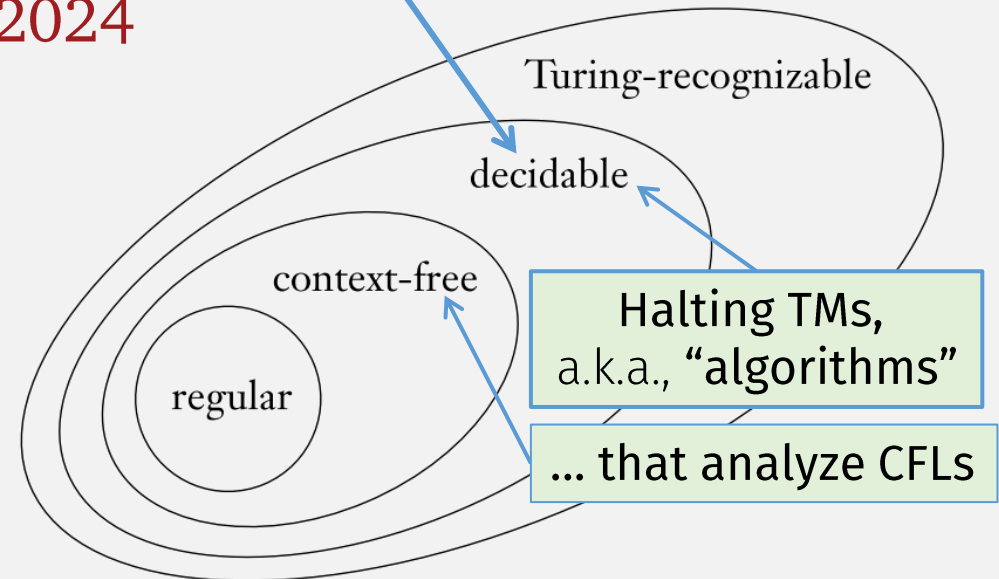 2024
Turing-recognizable
decidable
context-free
regular
Halting TMs,
a.k.a., “algorithms”
... that analyze CFLs